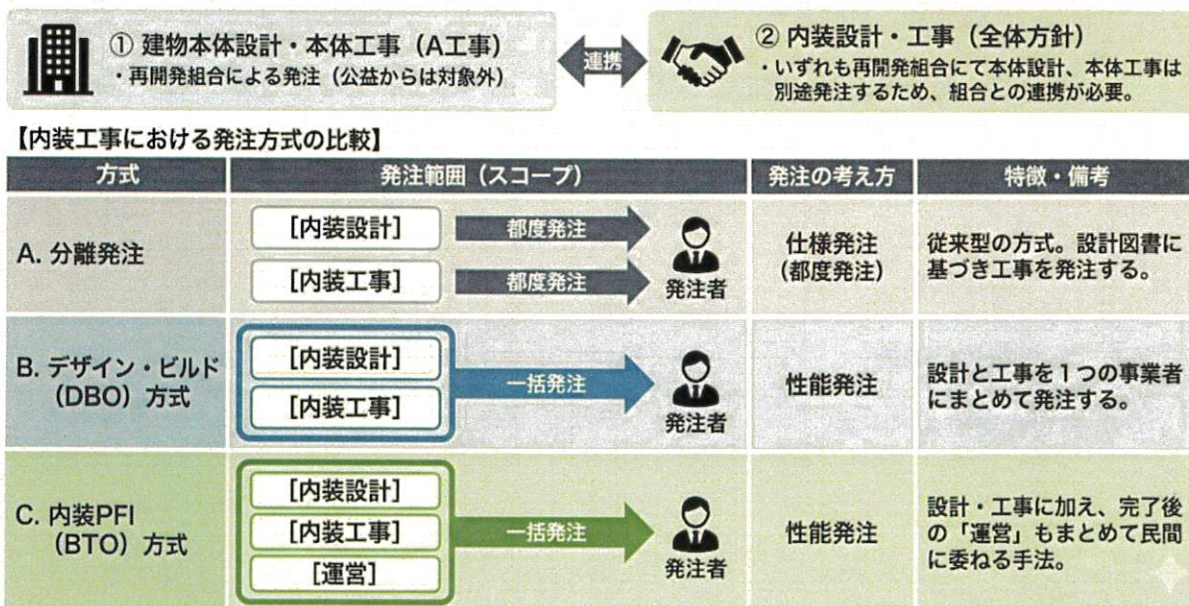 ① 建物本体設計・本体工事（A工事）
・再開発組合による発注（公益からは対象外）
連携
② 内装設計・工事（全体方針）
・いずれも再開発組合にて本体設計、本体工事は
別途発注するため、組合との連携が必要。
【内装工事における発注方式の比較】
方式
発注範囲（スコープ）
発注の考え方
特徴・備考
A. 分離発注
［内装設計］
都度発注
［内装工事］
都度発注
発注者
仕様発注
（都度発注）
従来型の方式。設計図書に
基づき工事を発注する。
B. デザイン・ビルド
（DBO）方式
［内装設計］
［内装工事］
一括発注
発注者
性能発注
設計と工事を１つの事業者
にまとめて発注する。
C. 内装PFI
（BTO）方式
［内装設計］
［内装工事］
［運営］
一括発注
発注者
性能発注
設計・工事に加え、完了後
の「運営」もまとめて民間
に委ねる手法。